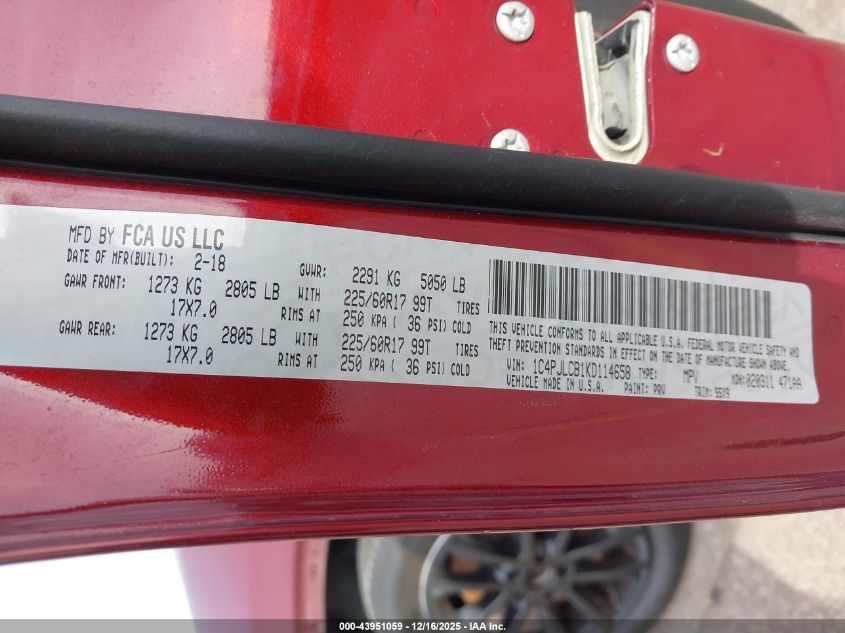 MFD BY FCA US LLC
DATE OF MFR(BUILT): 2-18 GVWR: 2291 KG 5050 LB
GAWR FRONT: 1273 KG 2805 LB WITH 225/60R17 99T TIRES
17X7.0 RIMS AT 250 KPA ( 36 PSI) COLD
GAWR REAR: 1273 KG 2805 LB WITH 225/60R17 99T TIRES
17X7.0 RIMS AT 250 KPA ( 36 PSI) COLD
THIS VEHICLE CONFORMS TO ALL APPLICABLE U.S.A. FEDERAL MOTOR VEHICLE SAFETY AND
THEFT PREVENTION STANDARDS IN EFFECT ON THE DATE OF MANUFACTURE SHOWN ABOVE.
VIN: 1C4PJLCB1KD114658 TYPE: MPV MDH:020311 471AA
VEHICLE MADE IN U.S.A. PAINT: PRV TRIM: S5X9
000-43951059 - 12/16/2025 - IAA Inc.